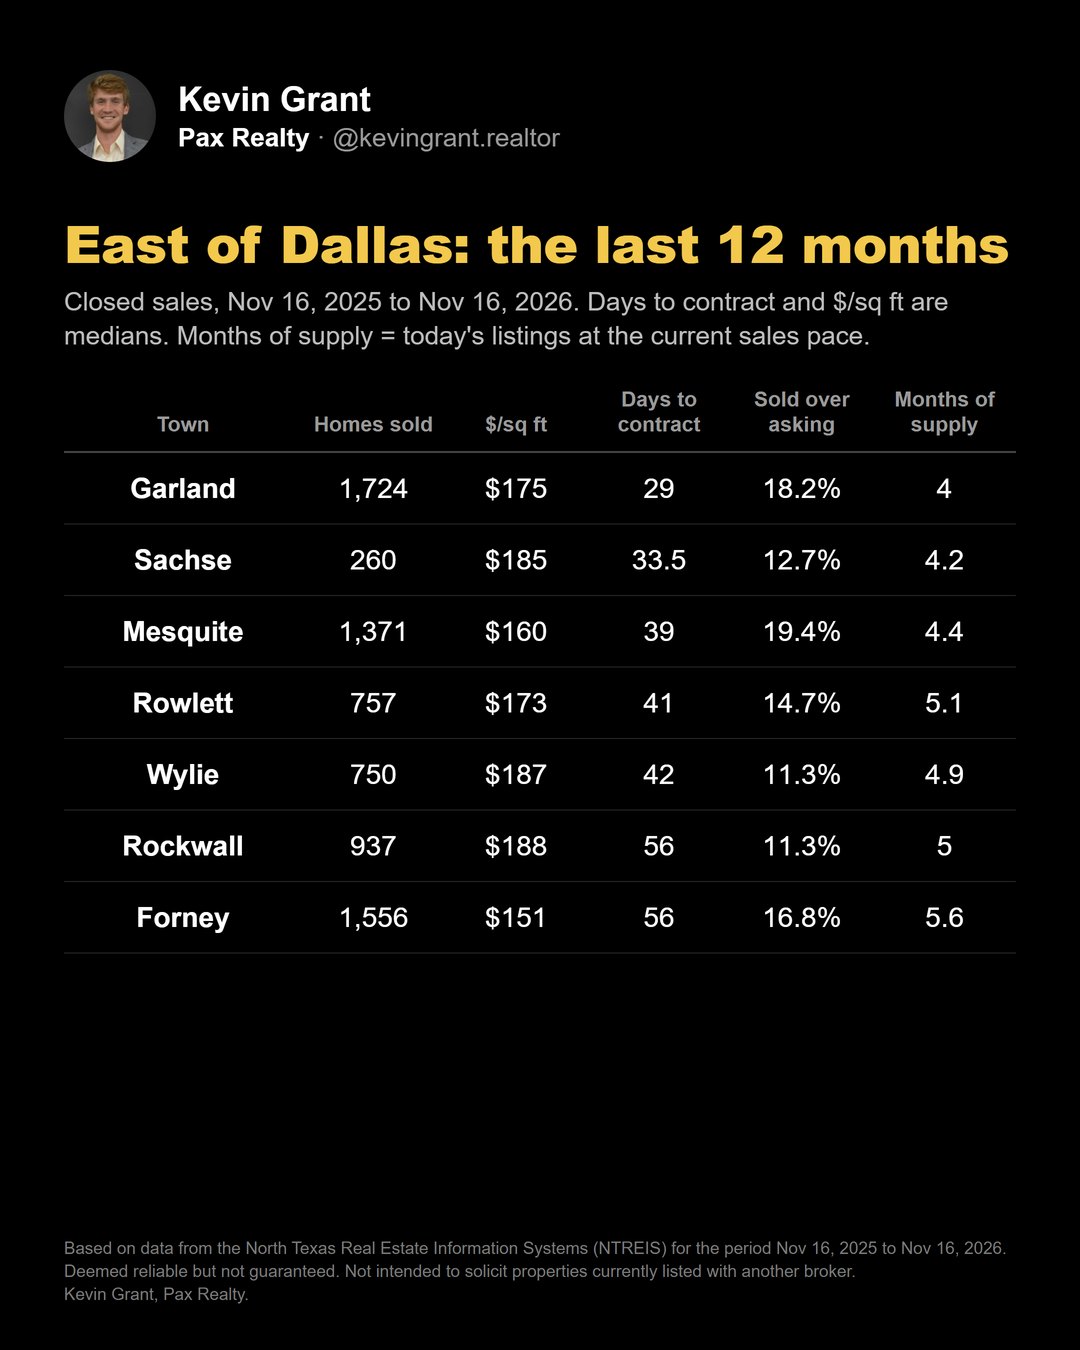 Kevin Grant
Pax Realty · @kevingrant.realtor
East of Dallas: the last 12 months
Closed sales, Nov 16, 2025 to Nov 16, 2026. Days to contract and $/sq ft are
medians. Months of supply = today's listings at the current sales pace.
Town Homes sold $/sq ft Days to contract Sold over asking Months of supply
Garland 1,724 $175 29 18.2% 4
Sachse 260 $185 33.5 12.7% 4.2
Mesquite 1,371 $160 39 19.4% 4.4
Rowlett 757 $173 41 14.7% 5.1
Wylie 750 $187 42 11.3% 4.9
Rockwall 937 $188 56 11.3% 5
Forney 1,556 $151 56 16.8% 5.6
Based on data from the North Texas Real Estate Information Systems (NTREIS) for the period Nov 16, 2025 to Nov 16, 2026.
Deemed reliable but not guaranteed. Not intended to solicit properties currently listed with another broker.
Kevin Grant, Pax Realty.